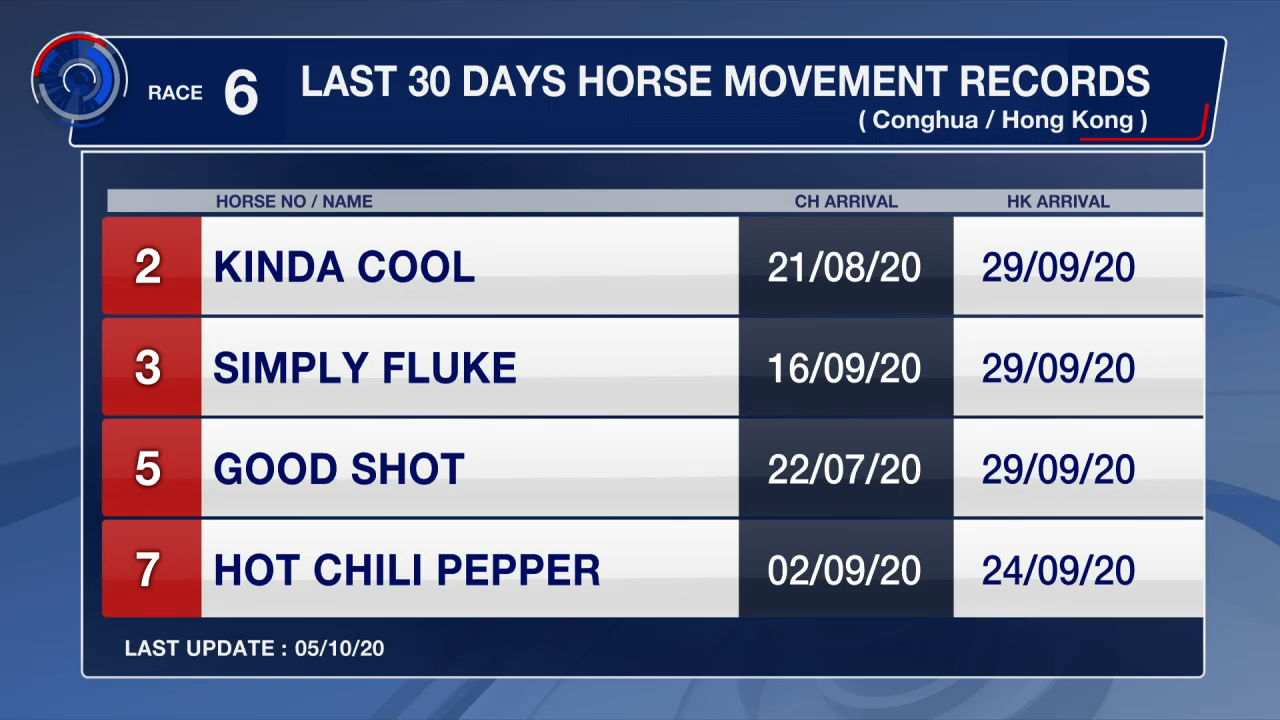 RACE 6 LAST 30 DAYS HORSE MOVEMENT RECORDS
( Conghua / Hong Kong )
HORSE NO / NAME CH ARRIVAL HK ARRIVAL
2 KINDA COOL 21/08/20 29/09/20
3 SIMPLY FLUKE 16/09/20 29/09/20
5 GOOD SHOT 22/07/20 29/09/20
7 HOT CHILI PEPPER 02/09/20 24/09/20
LAST UPDATE : 05/10/20